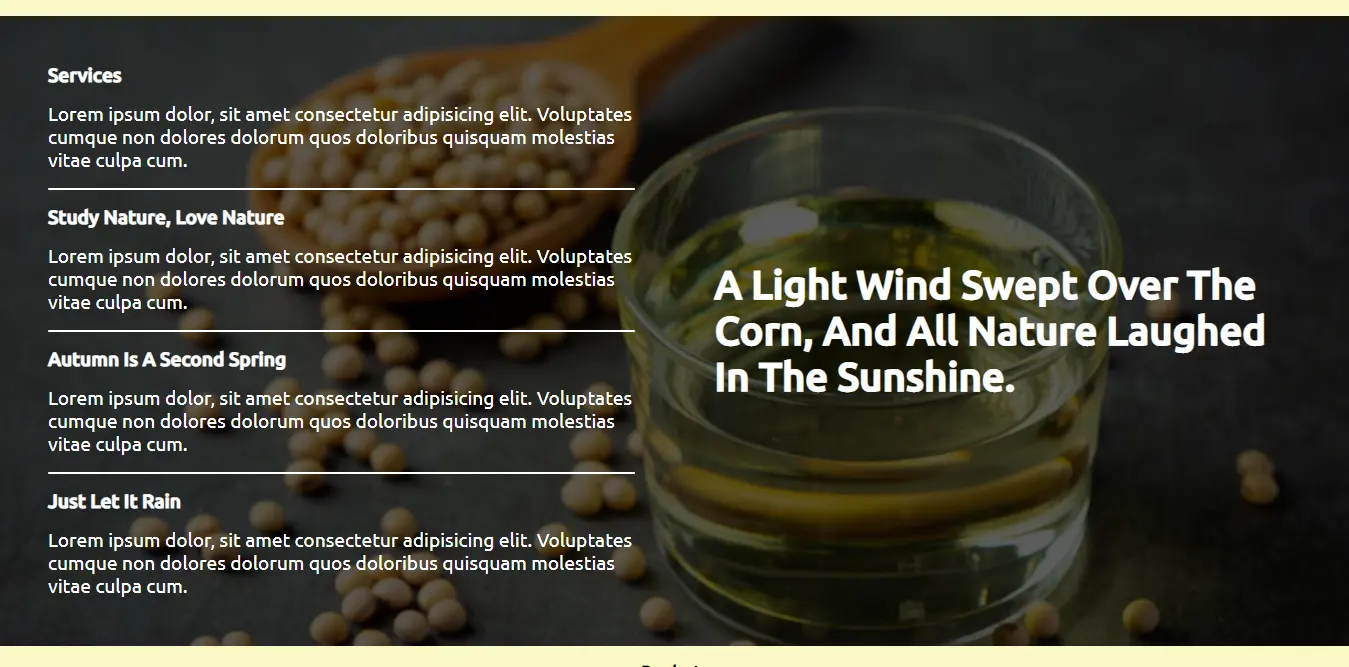 Services
Lorem ipsum dolor, sit amet consectetur adipisicing elit. Voluptates
cumque non dolores dolorum quos doloribus quisquam molestias
vitae culpa cum.
Study Nature, Love Nature
Lorem ipsum dolor, sit amet consectetur adipisicing elit. Voluptates
cumque non dolores dolorum quos doloribus quisquam molestias
vitae culpa cum.
Autumn Is A Second Spring
Lorem ipsum dolor, sit amet consectetur adipisicing elit. Voluptates
cumque non dolores dolorum quos doloribus quisquam molestias
vitae culpa cum.
Just Let It Rain
Lorem ipsum dolor, sit amet consectetur adipisicing elit. Voluptates
cumque non dolores dolorum quos doloribus quisquam molestias
vitae culpa cum.
A Light Wind Swept Over The
Corn, And All Nature Laughed
In The Sunshine.